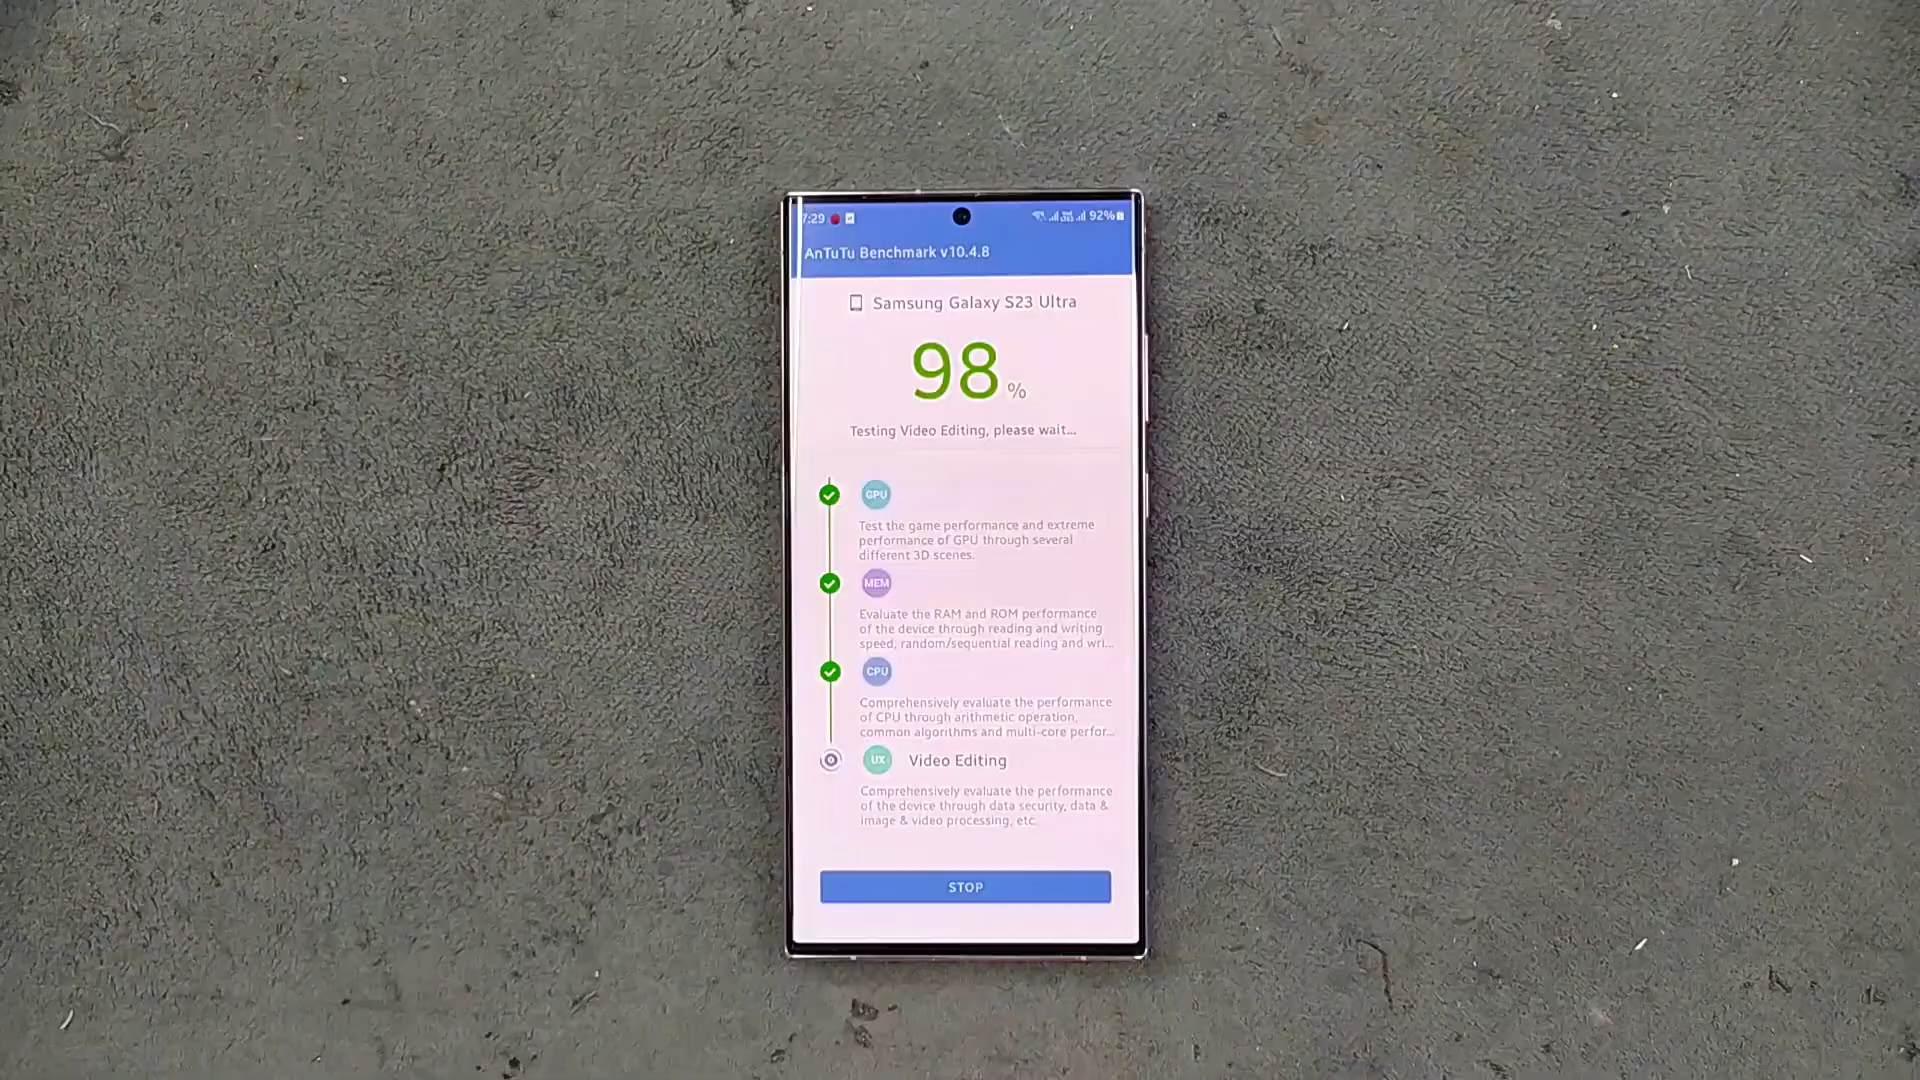 7:29 92%
AnTuTu Benchmark v10.4.8
Samsung Galaxy S23 Ultra
98 %
Testing Video Editing, please wait...
GPU
Test the game performance and extreme
performance of GPU through several
different 3D scenes.
MEM
Evaluate the RAM and ROM performance
of the device through reading and writing
speed, random/sequential reading and wri...
CPU
Comprehensively evaluate the performance
of CPU through arithmetic operation,
common algorithms and multi-core perfor...
UX Video Editing
Comprehensively evaluate the performance
of the device through data security, data &
image & video processing, etc.
STOP